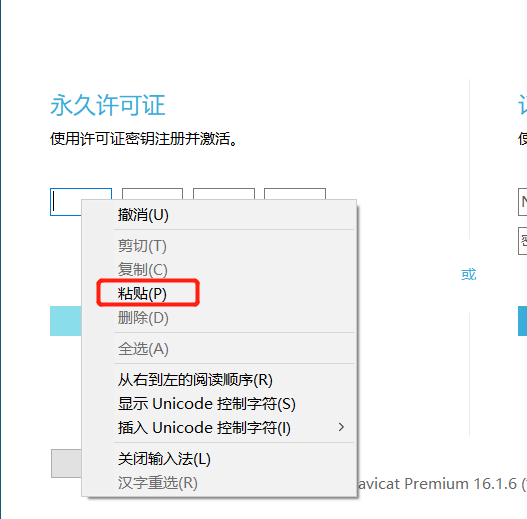 永久许可证
使用许可证密钥注册并激活。
撤消(U)
剪切(T)
复制(C)
粘贴(P)
删除(D)
全选(A)
从右到左的阅读顺序(R)
显示 Unicode 控制字符(S)
插入 Unicode 控制字符(I)
关闭输入法(L)
汉字重选(R)
或
avicat Premium 16.1.6 (